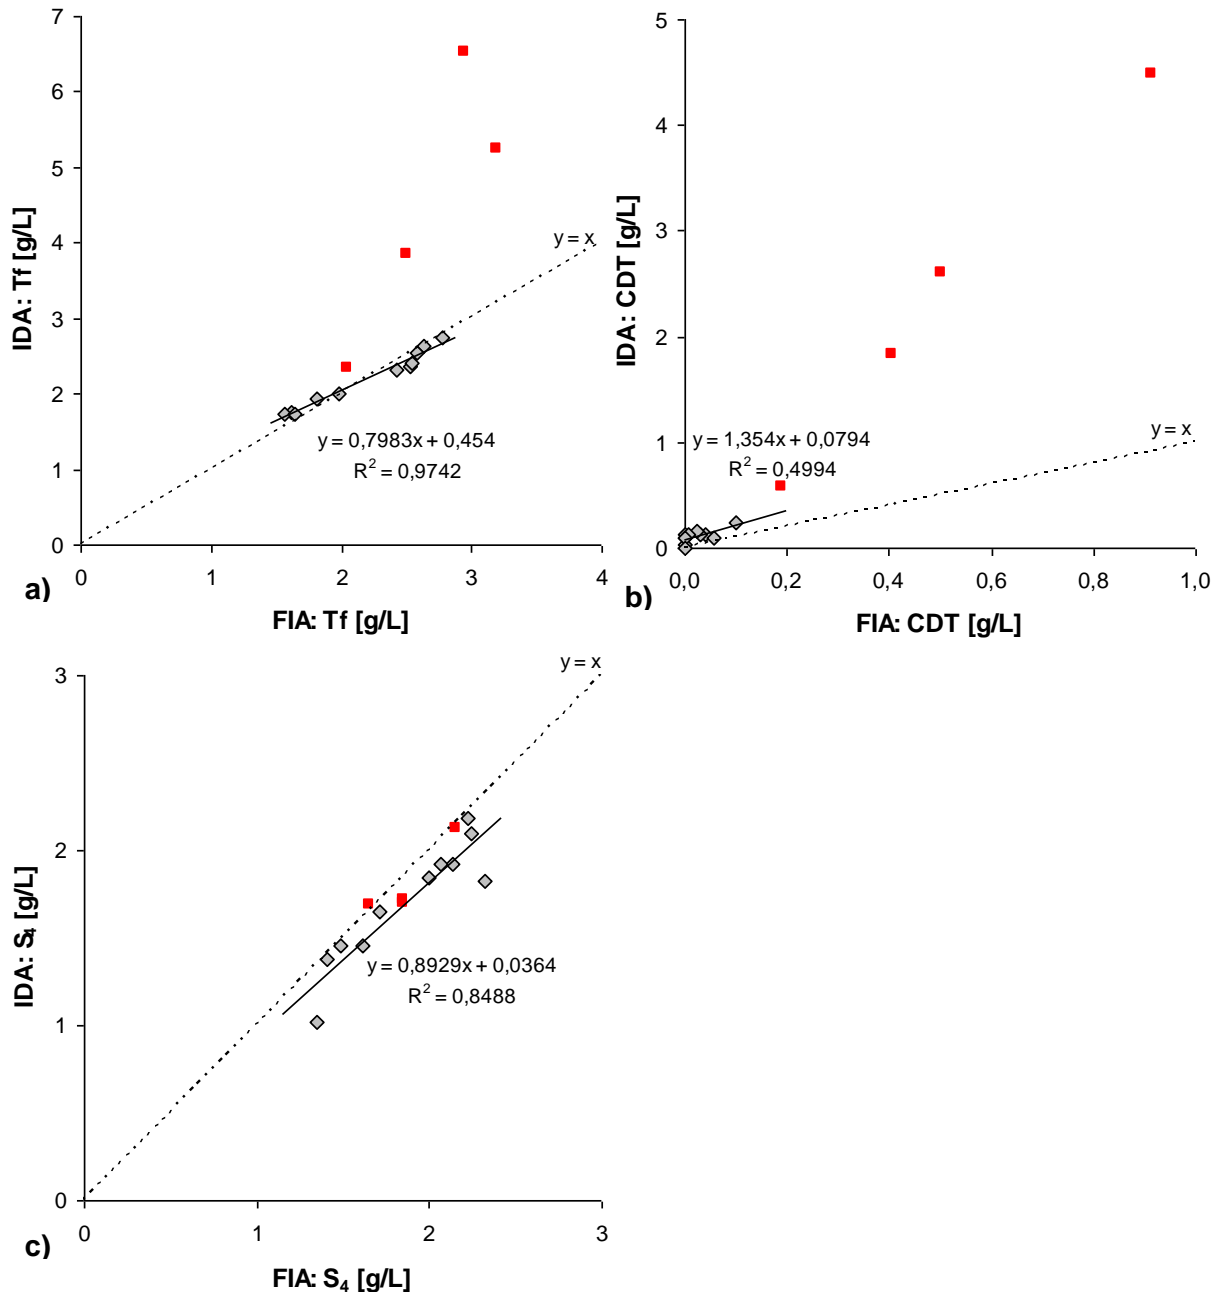 7
6
5
4
3
2
1
0
IDA: Tf [g/L]
y = x
y = 0,7983x + 0,454
R² = 0,9742
0 1 2 3 4
a)
FIA: Tf [g/L]
5
4
3
2
1
0
IDA: CDT [g/L]
y = 1,354x + 0,0794
R² = 0,4994
y = x
0,0 0,2 0,4 0,6 0,8 1,0
b)
FIA: CDT [g/L]
3
2
1
0
IDA: S₄ [g/L]
y = x
y = 0,8929x + 0,0364
R² = 0,8488
0 1 2 3
c)
FIA: S₄ [g/L]